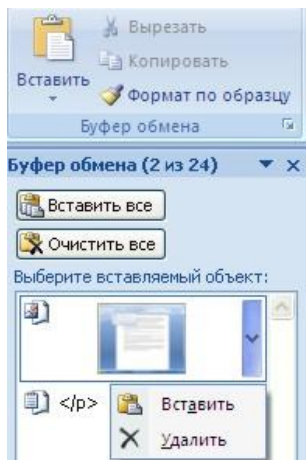 Вырезать
Копировать
Вставить
Формат по образцу
Буфер обмена
Буфер обмена (2 из 24)
Вставить все
Очистить все
Выберите вставляемый объект:
</p>
Вставить
Удалить